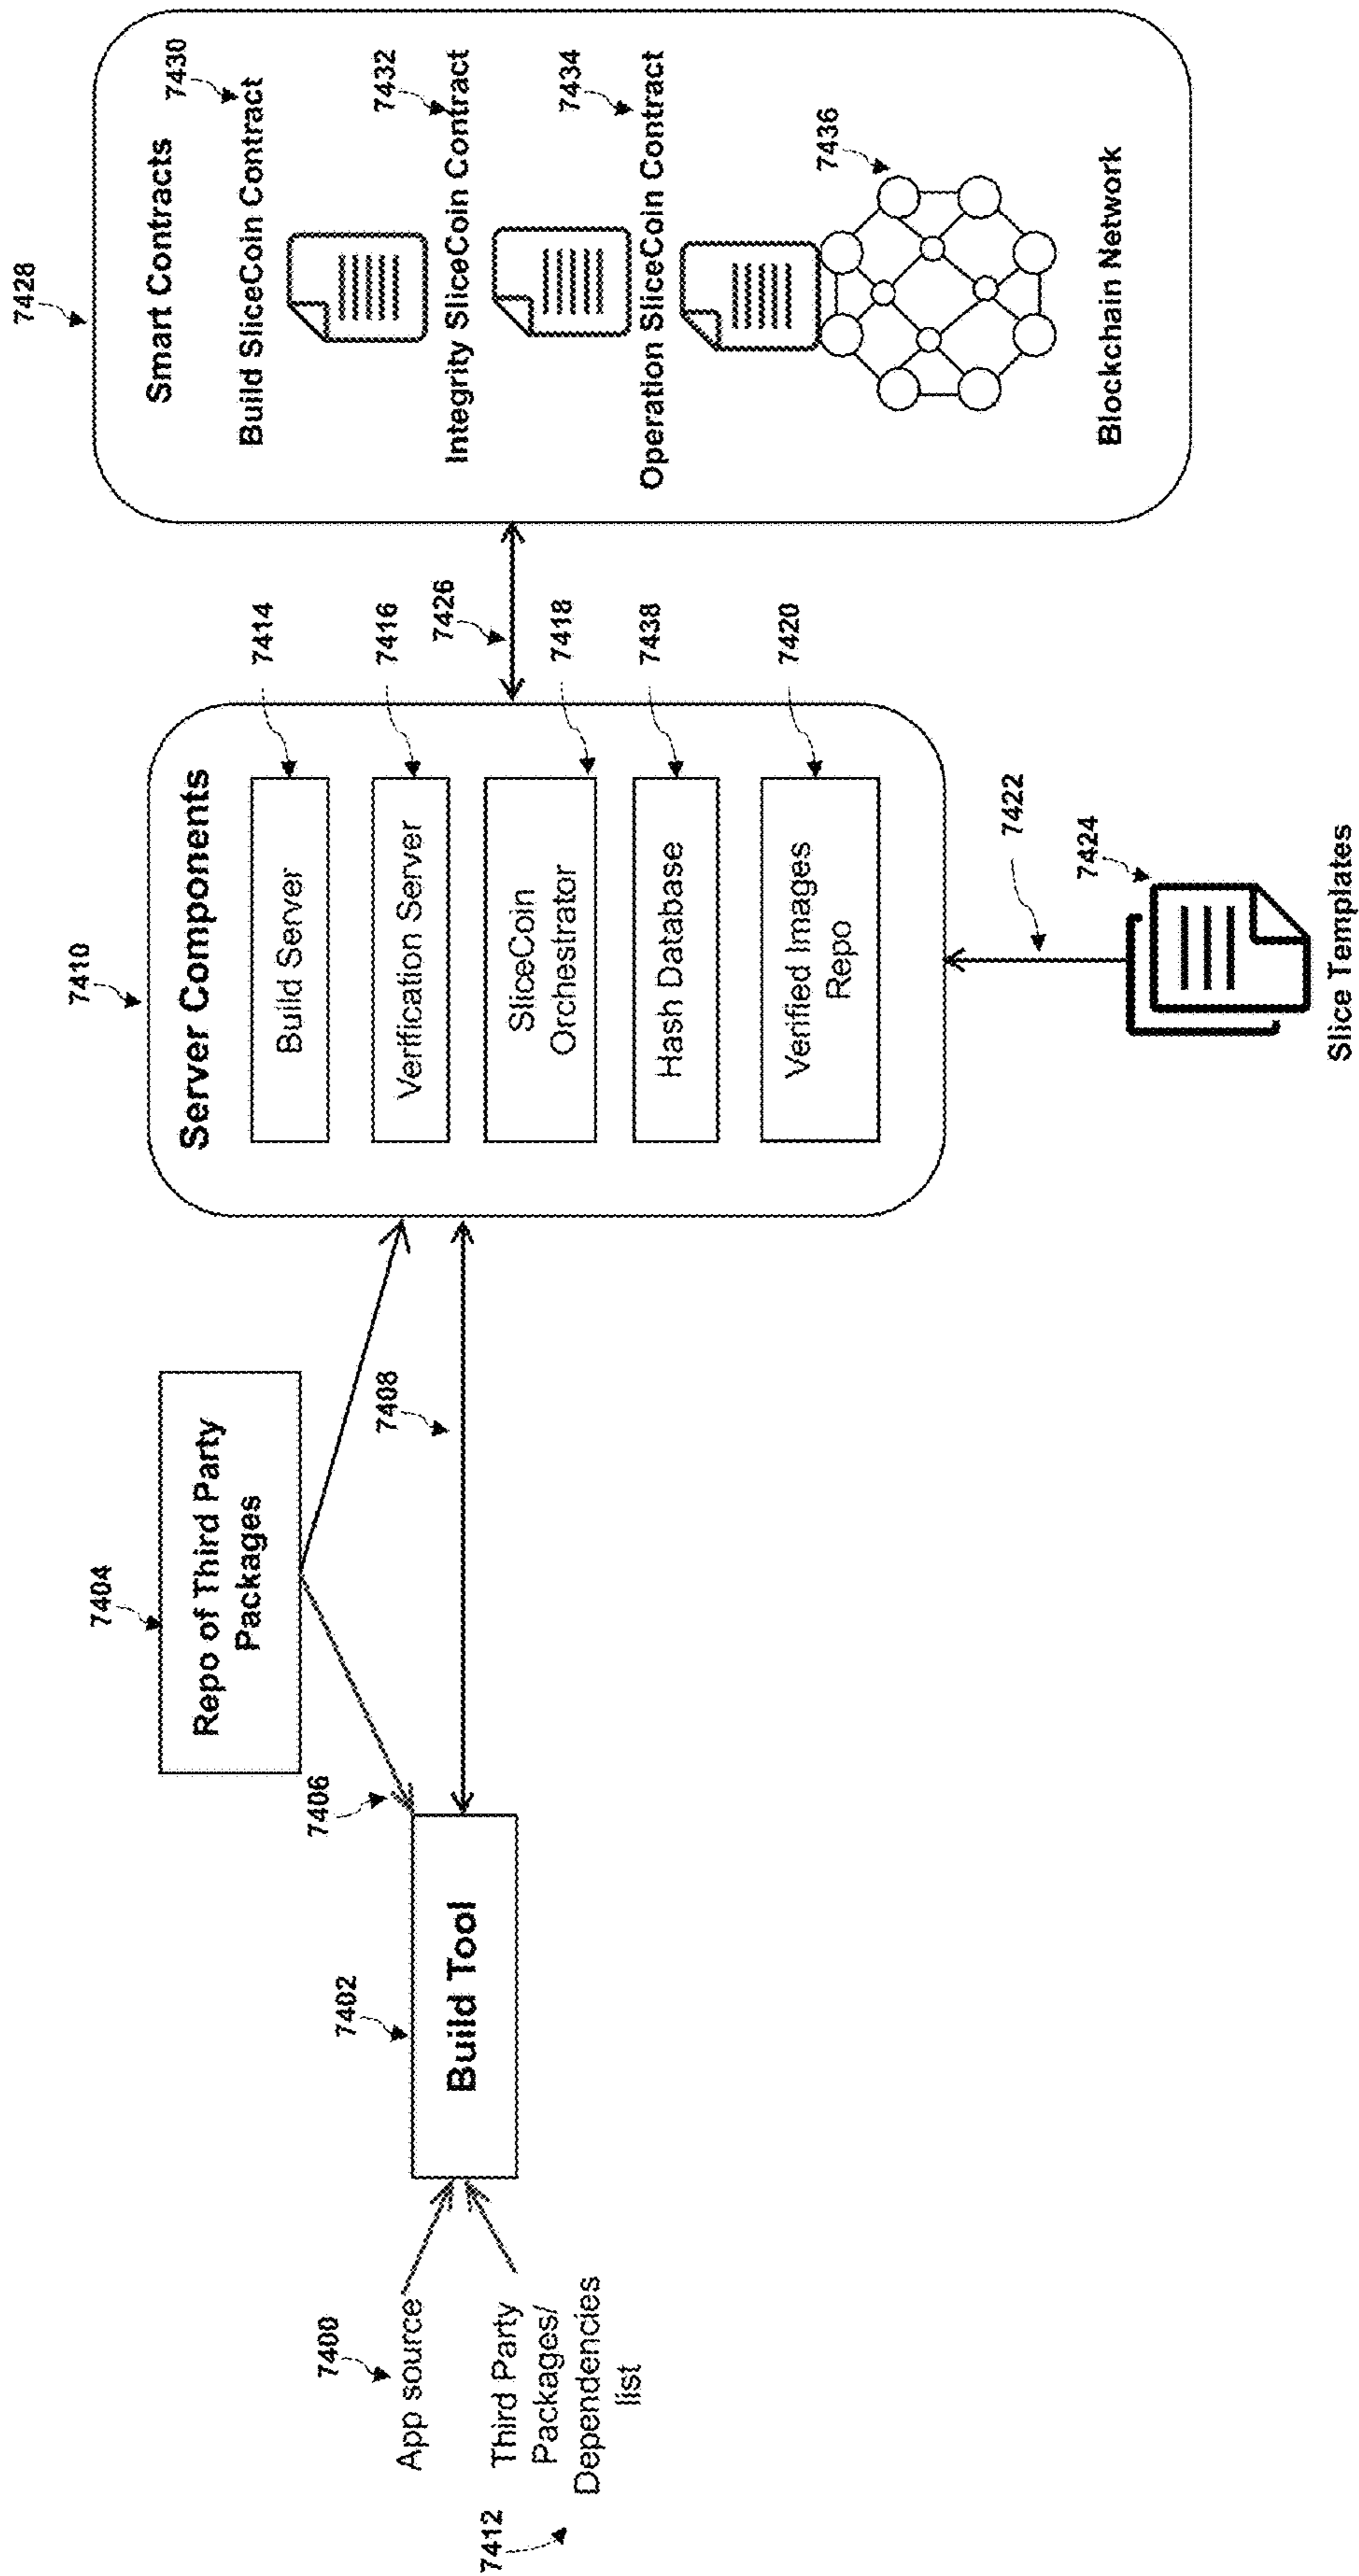 7400
App source
7412
Third Party
Packages/
Dependencies
list
7402
Build Tool
7406
7404
Repo of Third Party
Packages
7408
7410
Server Components
Build Server
7414
Verification Server
7416
SliceCoin
Orchestrator
7418
Hash Database
7438
Verified Images
Repo
7420
7422
7424
Slice Templates
7426
7428
Smart Contracts
7430
Build SliceCoin Contract
7432
Integrity SliceCoin Contract
7434
Operation SliceCoin Contract
7436
Blockchain Network